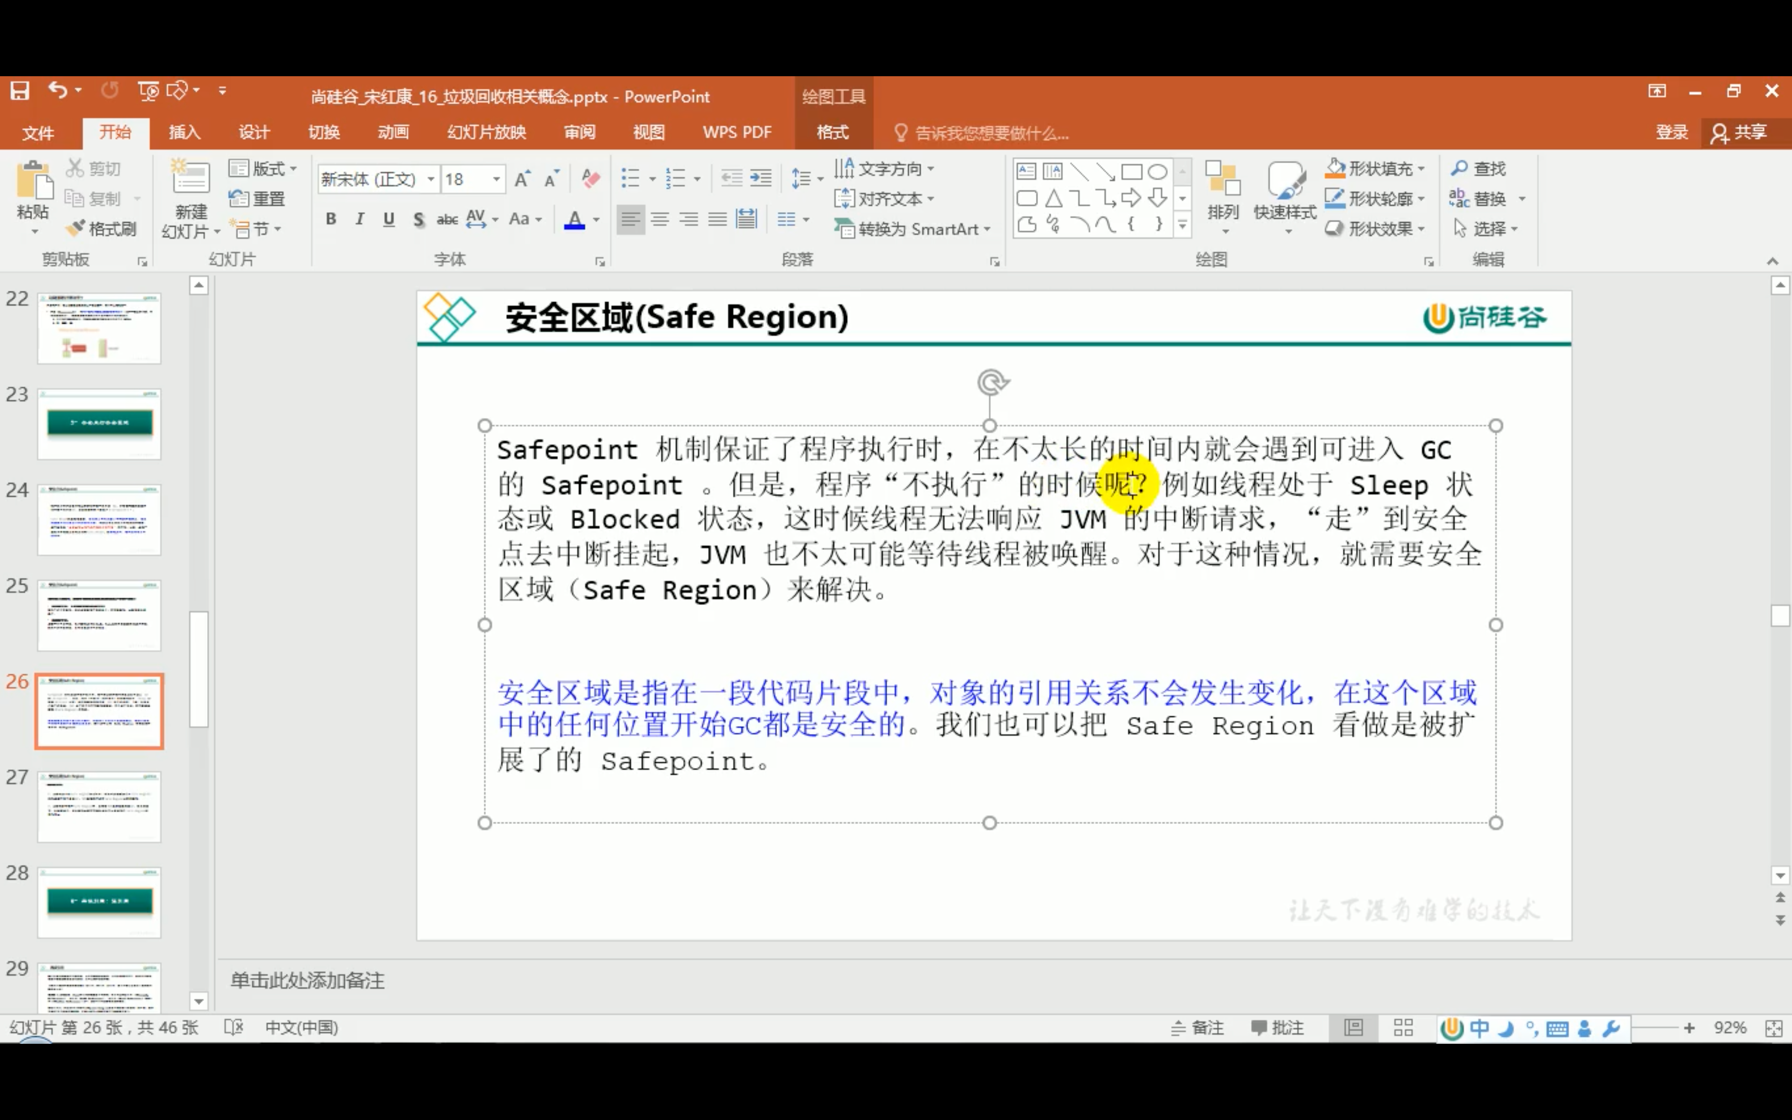 尚硅谷_宋红康_16_垃圾回收相关概念.pptx - PowerPoint
绘图工具
文件 开始 插入 设计 切换 动画 幻灯片放映 审阅 视图 WPS PDF 格式 告诉我您想要做什么... 登录 共享
粘贴 剪切 复制 格式刷
新建 幻灯片 版式 重置 节
新宋体 (正文) 18
B I U S abc AV Aa A
文字方向 对齐文本 转换为 SmartArt
排列 快速样式 形状填充 形状轮廓 形状效果
查找 替换 选择
剪贴板 幻灯片 字体 段落 绘图 编辑
22
23
24
25
26
27
28
29
安全区域(Safe Region)
尚硅谷
Safepoint 机制保证了程序执行时，在不太长的时间内就会遇到可进入 GC
的 Safepoint 。但是，程序“不执行”的时候呢？例如线程处于 Sleep 状
态或 Blocked 状态，这时候线程无法响应 JVM 的中断请求，“走”到安全
点去中断挂起，JVM 也不太可能等待线程被唤醒。对于这种情况，就需要安全
区域（Safe Region）来解决。
安全区域是指在一段代码片段中，对象的引用关系不会发生变化，在这个区域
中的任何位置开始GC都是安全的。我们也可以把 Safe Region 看做是被扩
展了的 Safepoint。
让天下没有难学的技术
单击此处添加备注
幻灯片 第 26 张，共 46 张 中文(中国) 备注 批注 中 92%